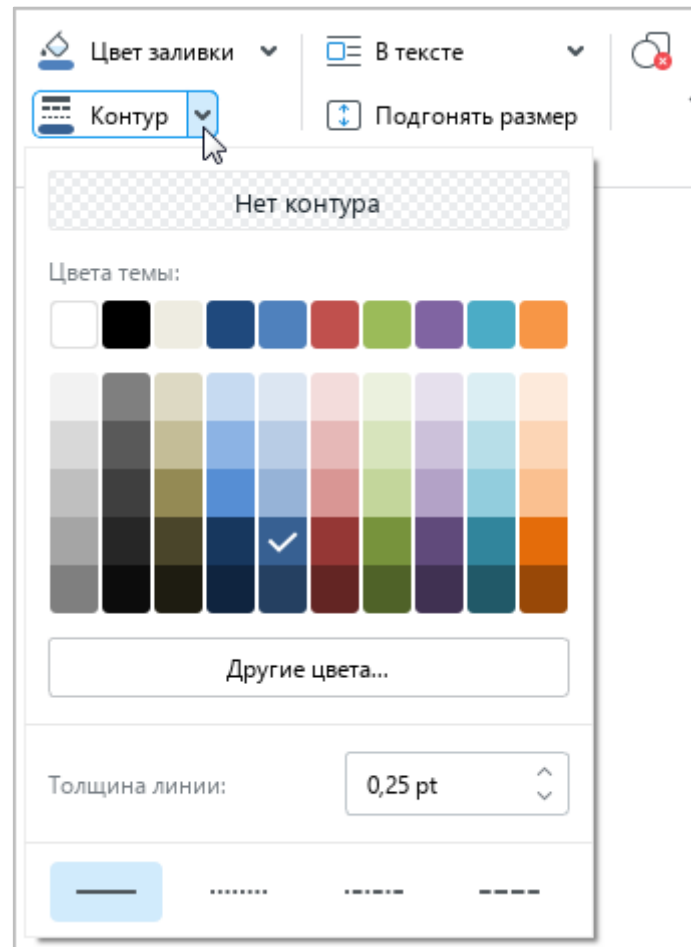 Цвет заливки
В тексте
Контур
Подгонять размер
Нет контура
Цвета темы:
Другие цвета...
Толщина линии:
0,25 pt